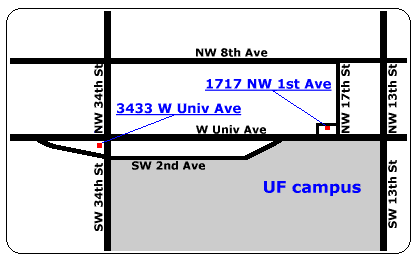 NW 8th Ave
1717 NW 1st Ave
NW 34th St
NW 17th St
NW 13th St
3433 W Univ Ave
W Univ Ave
SW 2nd Ave
UF campus
SW 34th St
SW 13th St